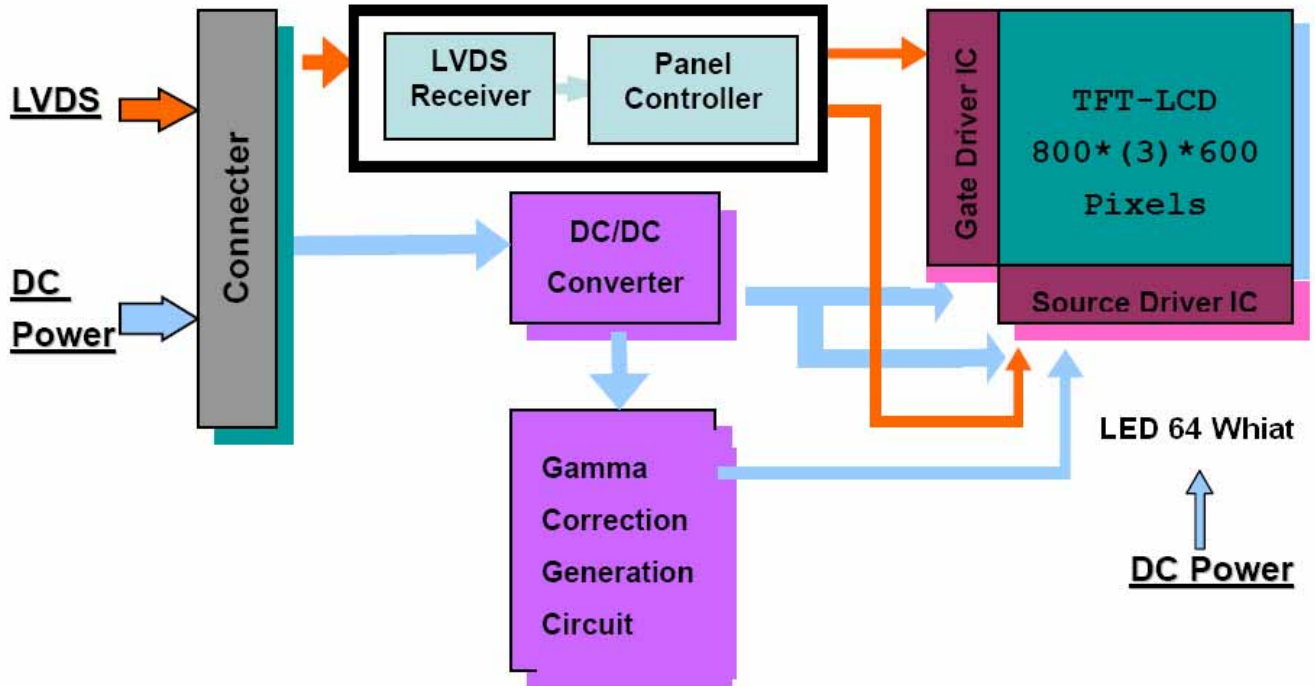 LVDS
DC
Power
Connecter
LVDS
Receiver
Panel
Controller
DC/DC
Converter
Gamma
Correction
Generation
Circuit
Gate Driver IC
TFT-LCD
800*(3)*600
Pixels
Source Driver IC
LED 64 Whiat
DC Power